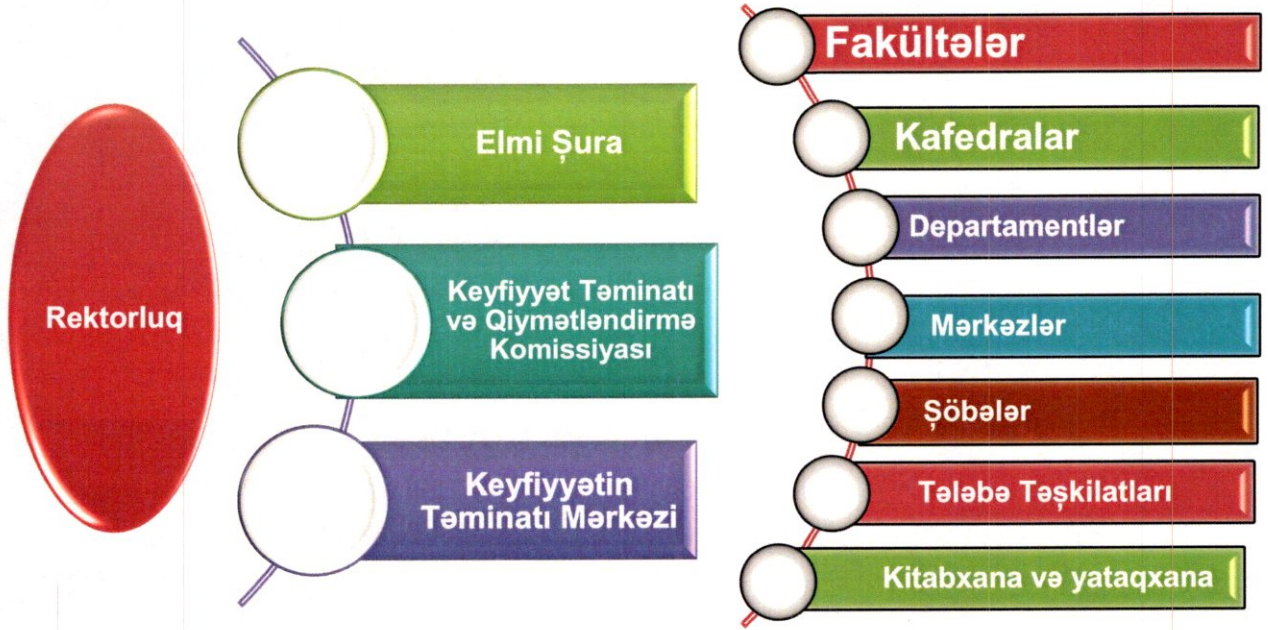 Rektorluq
Elmi Şura
Keyfiyyət Təminatı
və Qiymətləndirmə
Komissiyası
Keyfiyyətin
Təminatı Mərkəzi
Fakültələr
Kafedralar
Departamentlər
Mərkəzlər
Şöbələr
Tələbə Təşkilatları
Kitabxana və yataqxana